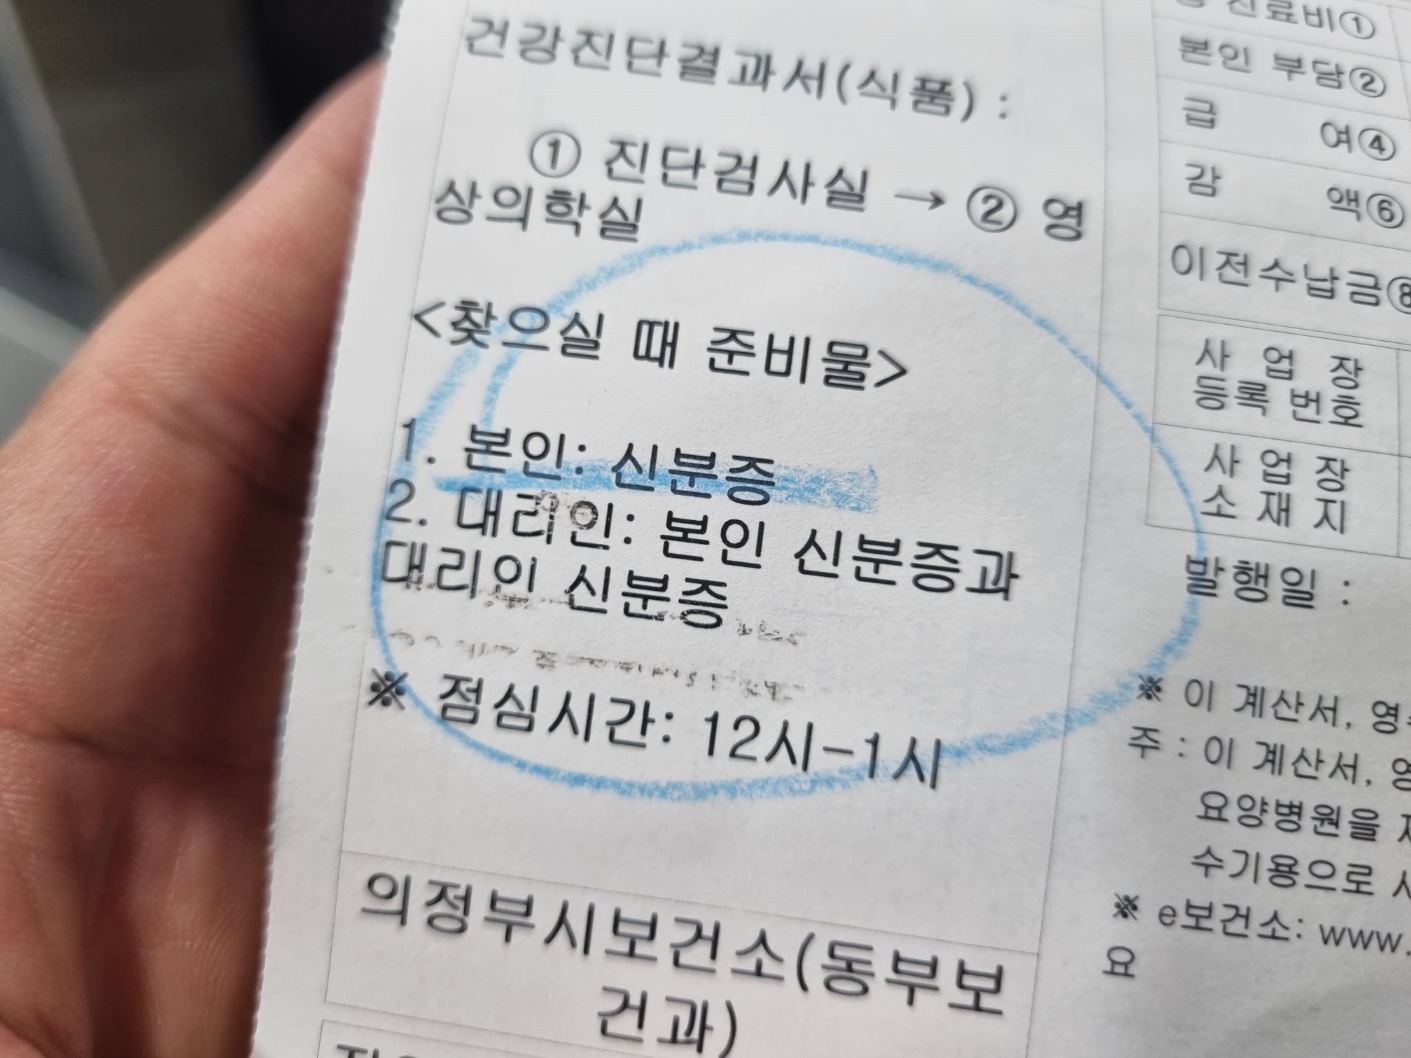 건강진단결과서(식품) :
① 진단검사실 → ② 영
상의학실
<찾으실 때 준비물>
1. 본인: 신분증
2. 대리인: 본인 신분증과
대리인 신분증
※ 점심시간: 12시-1시
의정부시보건소(동부보
건과)
진료비①
본인 부담②
급 여④
감 액⑥
이전수납금⑧
사 업 장
등록 번호
사 업 장
소 재 지
발행일 :
※ 이 계산서,
주 : 이 계산서,
요양병원을
수기용으로
※ e보건소: www.
요